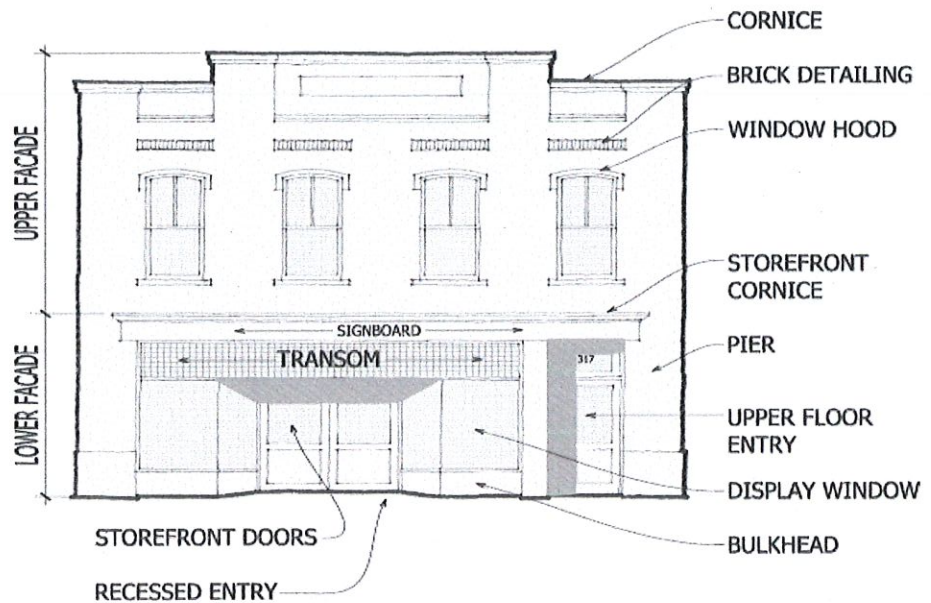 CORNICE
BRICK DETAILING
WINDOW HOOD
UPPER FACADE
STOREFRONT
CORNICE
SIGNBOARD
TRANSOM
317
PIER
LOWER FACADE
UPPER FLOOR
ENTRY
DISPLAY WINDOW
STOREFRONT DOORS
BULKHEAD
RECESSED ENTRY